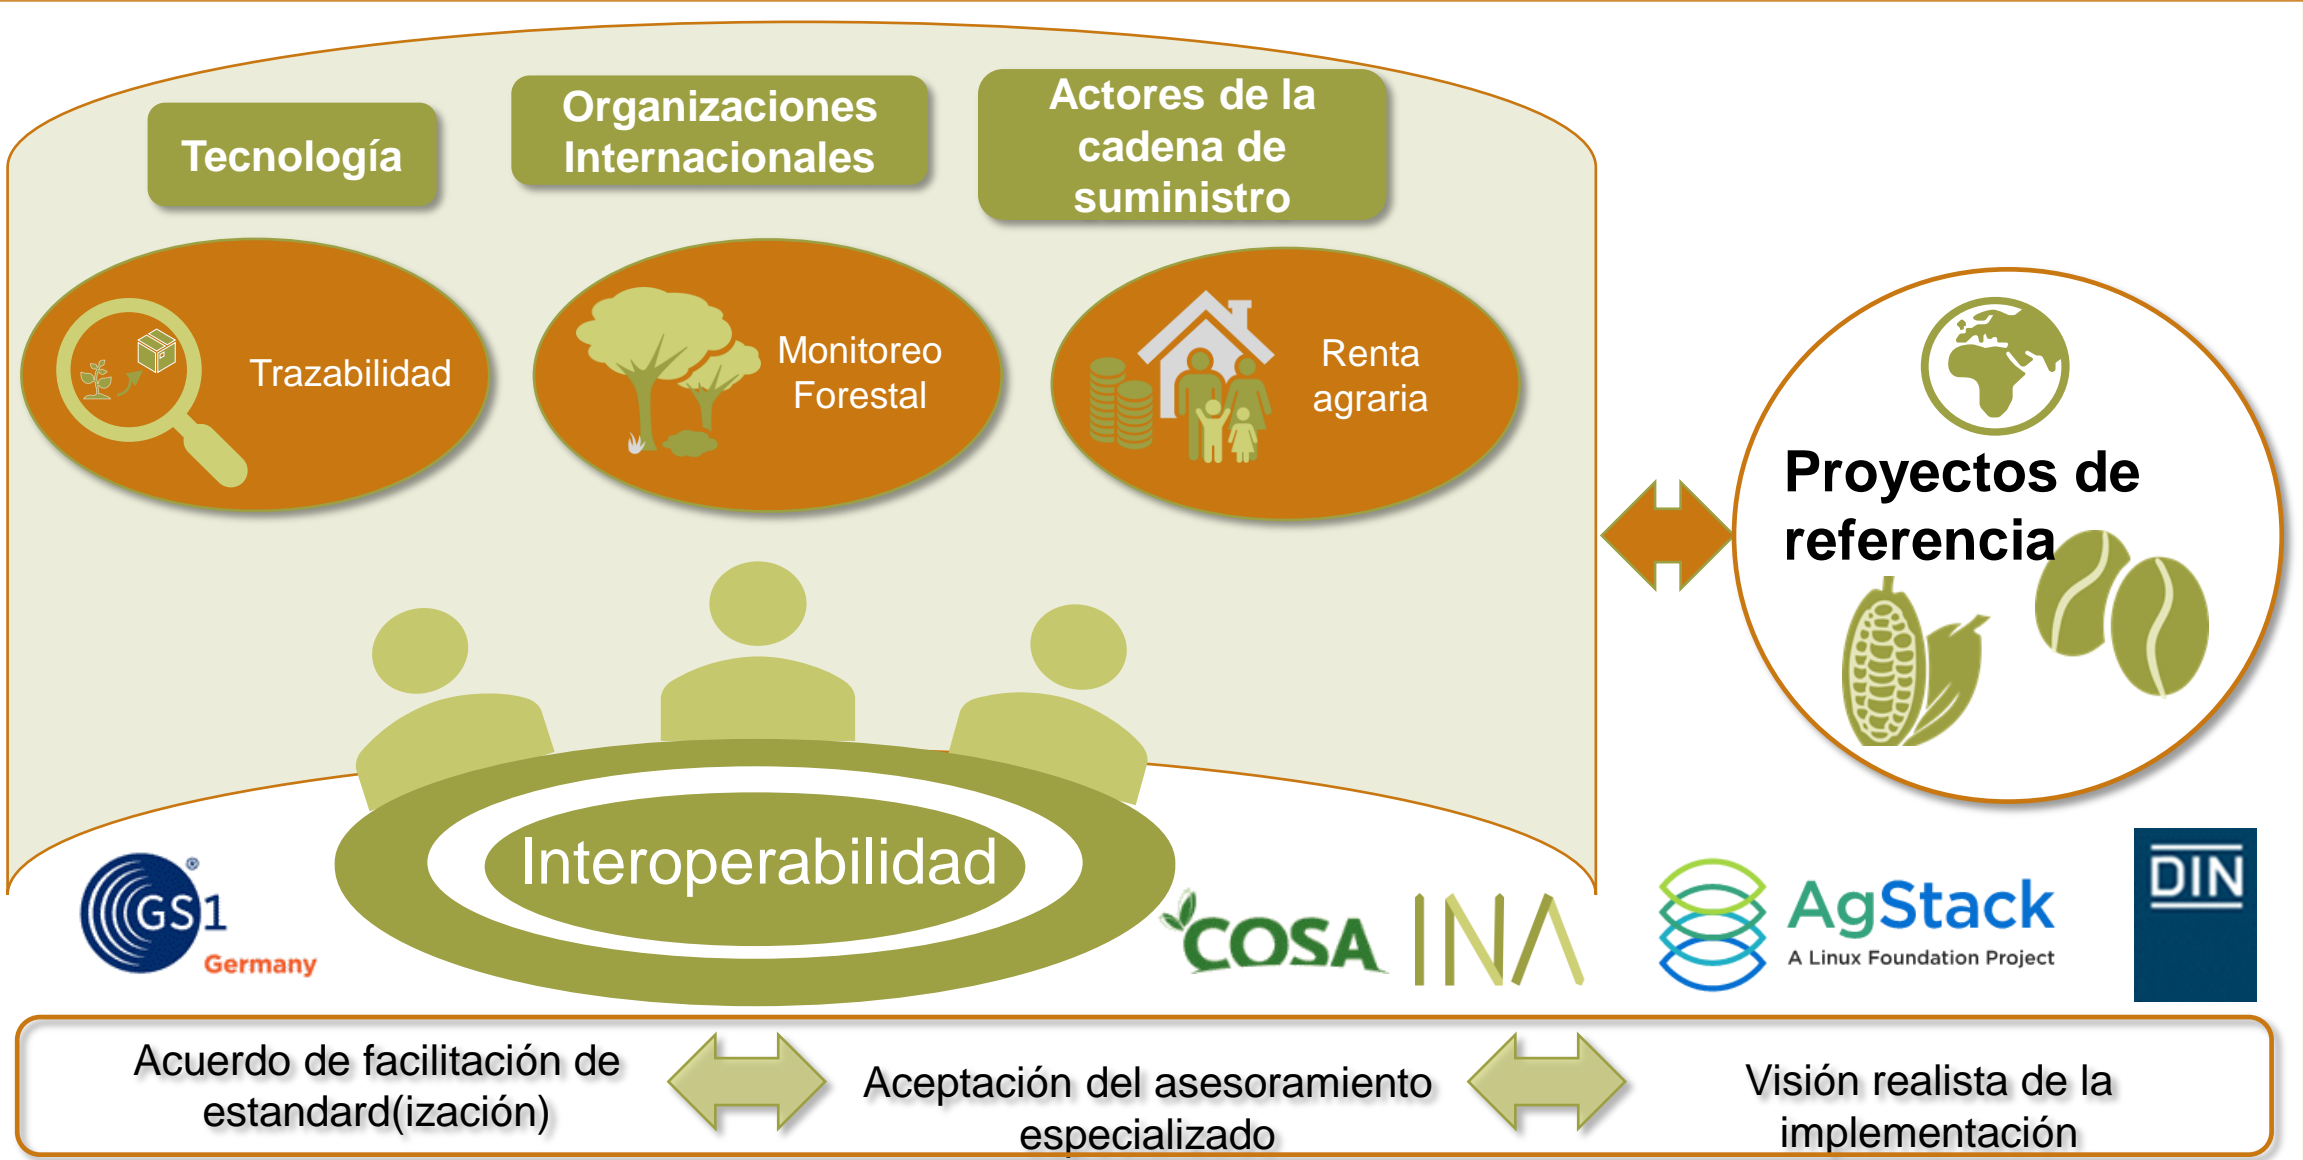 Tecnología
Organizaciones
Internacionales
Actores de la
cadena de
suministro
Trazabilidad
Monitoreo
Forestal
Renta
agraria
Proyectos de
referencia
Interoperabilidad
GS1
®
Germany
COSA
INA
AgStack
A Linux Foundation Project
DIN
Acuerdo de facilitación de
estandard(ización)
Aceptación del asesoramiento
especializado
Visión realista de la
implementación